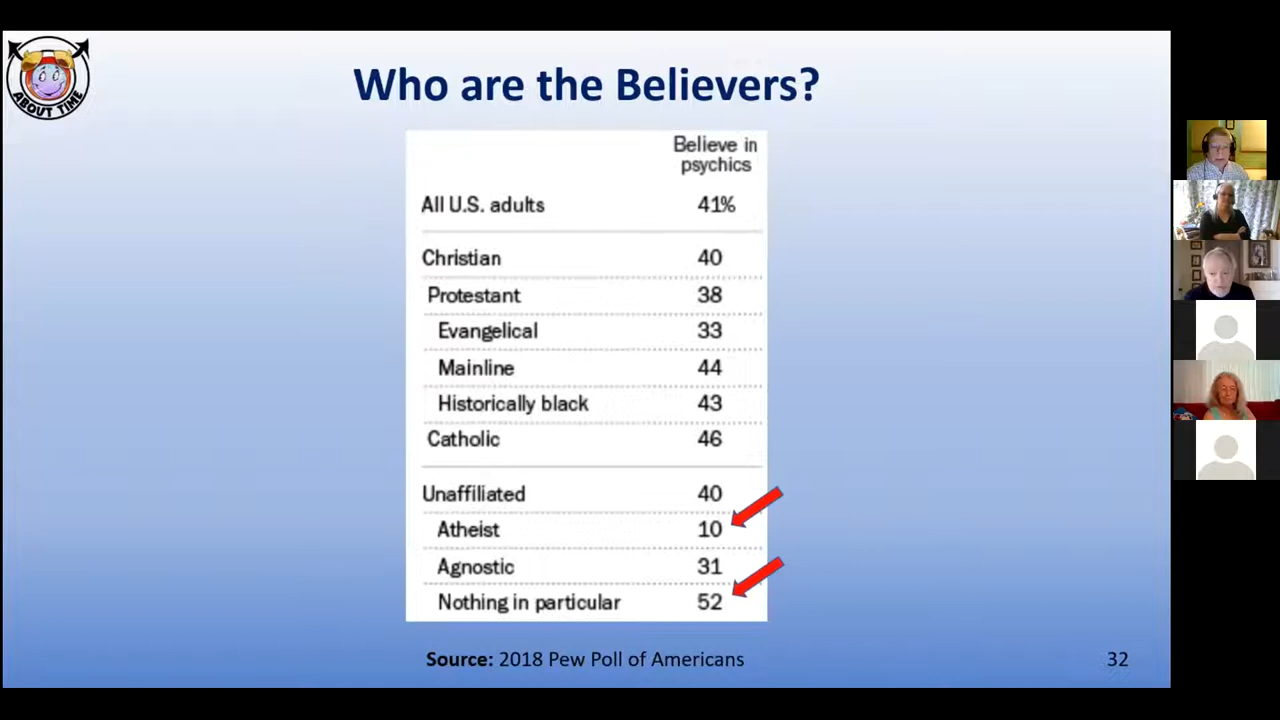 ABOUT TIME
Who are the Believers?
Believe in
psychics
All U.S. adults 41%
Christian 40
Protestant 38
Evangelical 33
Mainline 44
Historically black 43
Catholic 46
Unaffiliated 40
Atheist 10
Agnostic 31
Nothing in particular 52
Source: 2018 Pew Poll of Americans
32